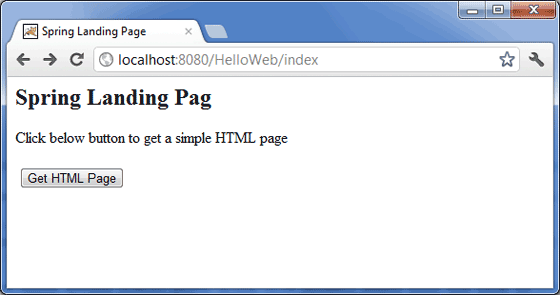 Spring Landing Page
localhost:8080/HelloWeb/index
Spring Landing Pag
Click below button to get a simple HTML page
Get HTML Page